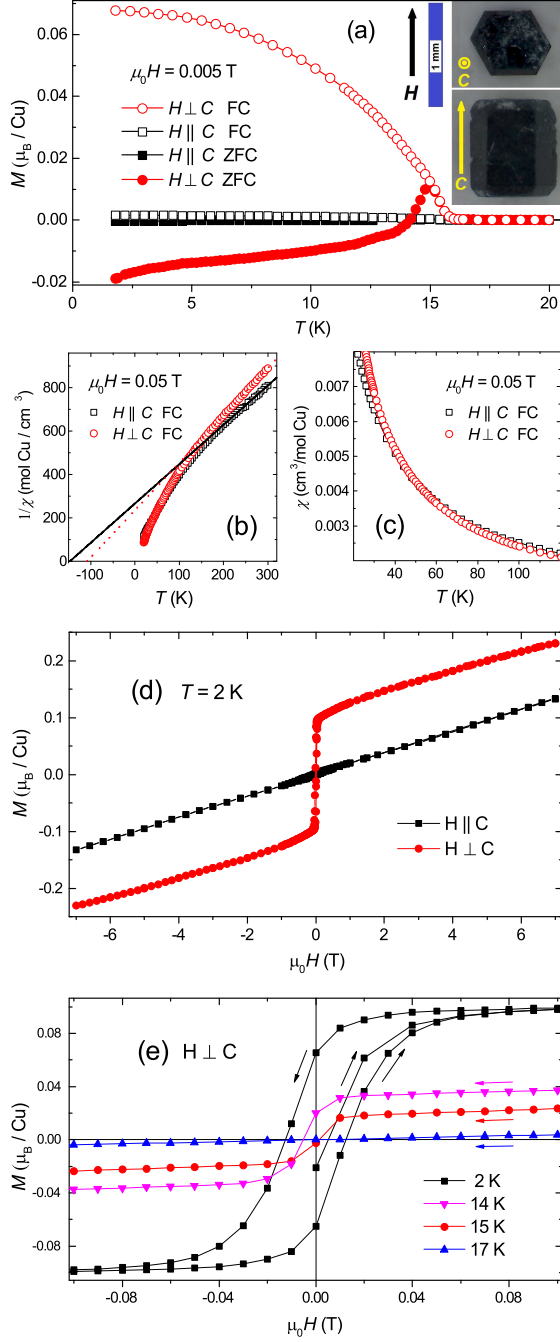 (a)
H
1 mm
C
C
μ₀H = 0.005 T
H ⊥ C FC
H ∥ C FC
H ∥ C ZFC
H ⊥ C ZFC
M (μ_B / Cu)
0.06
0.04
0.02
0.00
-0.02
0 5 10 15 20
T (K)
μ₀H = 0.05 T
H ∥ C FC
H ⊥ C FC
1/χ (mol Cu / cm³)
800
600
400
200
0
(b)
-100 0 100 200 300
T (K)
μ₀H = 0.05 T
H ∥ C FC
H ⊥ C FC
χ (cm³/mol Cu)
0.007
0.006
0.005
0.004
0.003
(c)
40 60 80 100
T (K)
(d) T = 2 K
M (μ_B / Cu)
0.2
0.1
0.0
-0.1
-0.2
H ∥ C
H ⊥ C
-6 -4 -2 0 2 4 6
μ₀H (T)
(e) H ⊥ C
M (μ_B / Cu)
0.08
0.04
0.00
-0.04
-0.08
2 K
14 K
15 K
17 K
-0.08 -0.04 0.00 0.04 0.08
μ₀H (T)